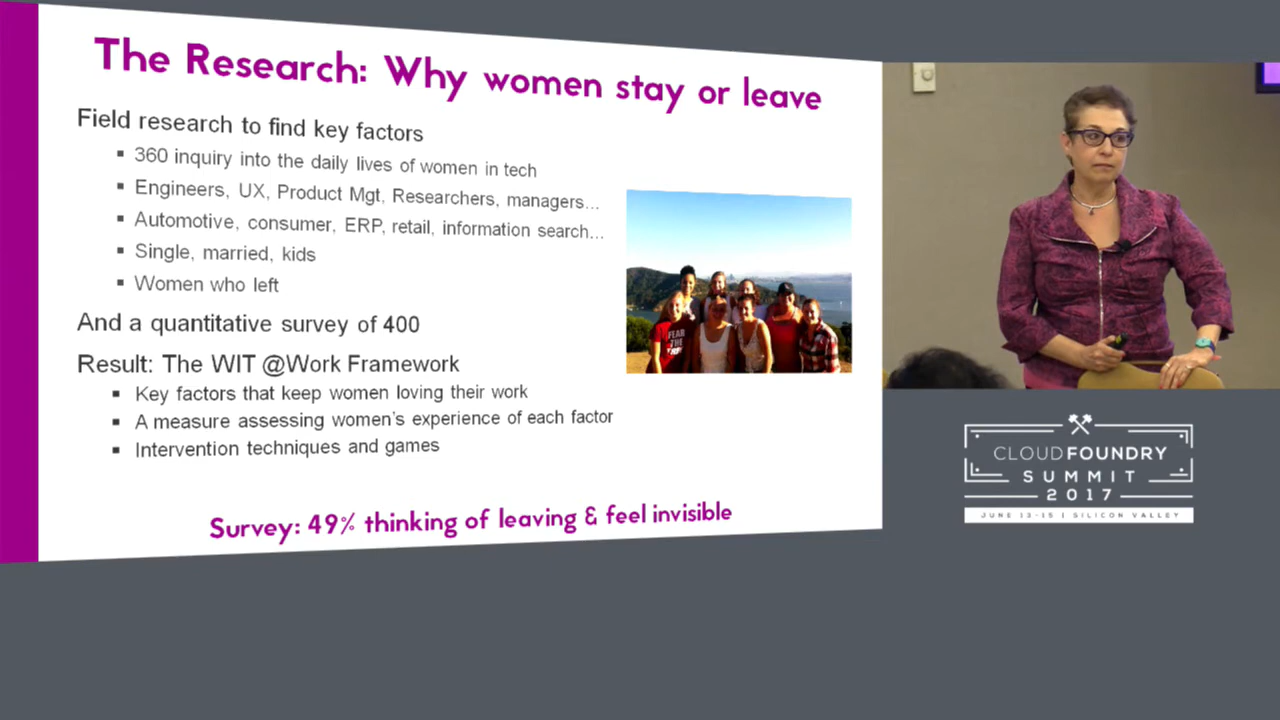 The Research: Why women stay or leave
Field research to find key factors
360 inquiry into the daily lives of women in tech
Engineers, UX, Product Mgt, Researchers, managers...
Automotive, consumer, ERP, retail, information search...
Single, married, kids
Women who left
And a quantitative survey of 400
Result: The WIT @Work Framework
Key factors that keep women loving their work
A measure assessing women's experience of each factor
Intervention techniques and games
Survey: 49% thinking of leaving & feel invisible
FEAR
THE
CLOUDFOUNDRY
SUMMIT
2017
JUNE 13-15 | SILICON VALLEY